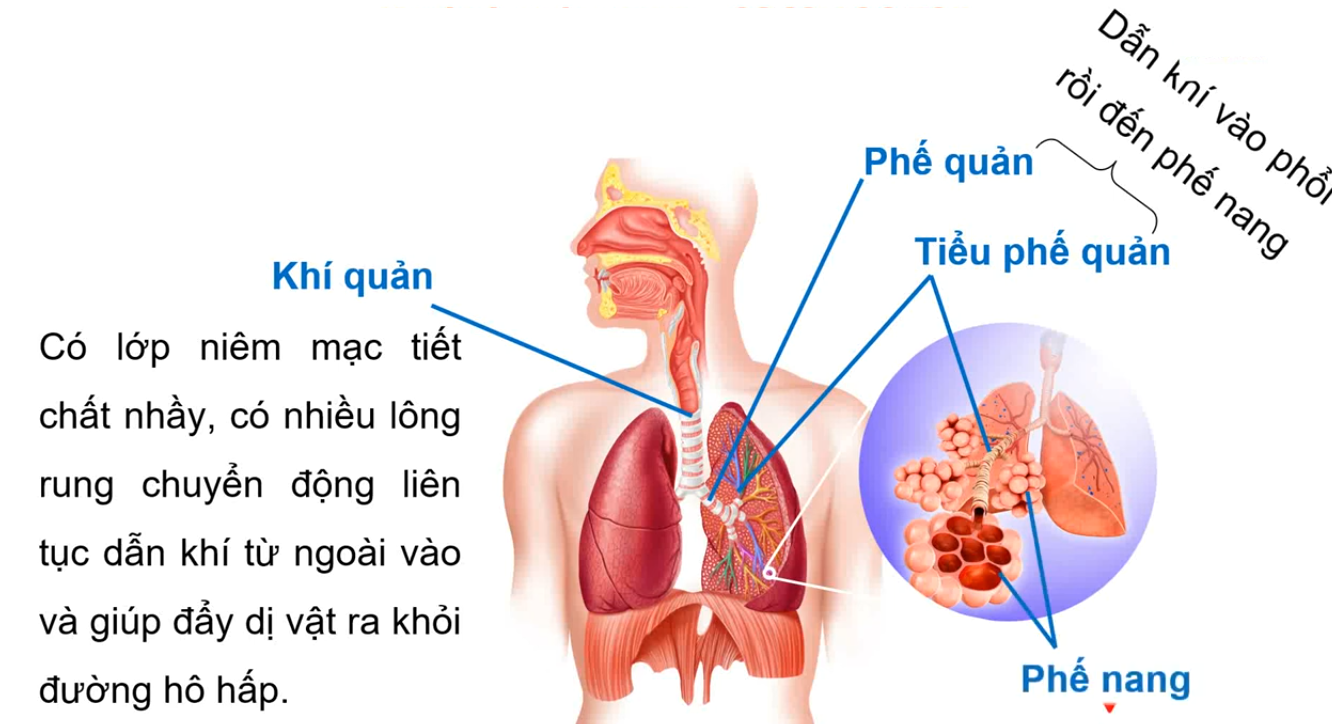 Dẫn khí vào phổi
rồi đến phế nang
Phế quản
Tiểu phế quản
Khí quản
Có lớp niêm mạc tiết
chất nhầy, có nhiều lông
rung chuyển động liên
tục dẫn khí từ ngoài vào
và giúp đẩy dị vật ra khỏi
đường hô hấp.
Phế nang